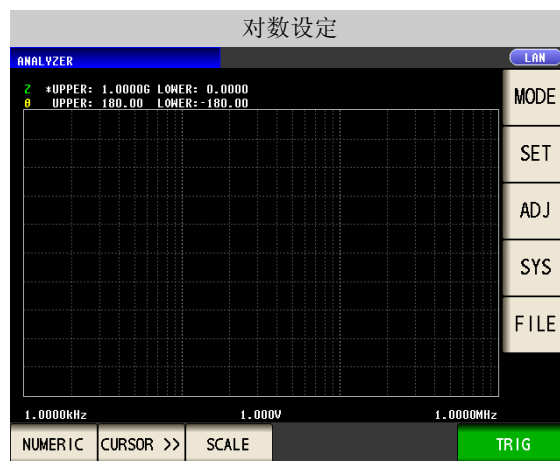 对数设定
ANALYZER
LAN
Z *UPPER: 1.0000G LOWER: 0.0000
θ UPPER: 180.00 LOWER:-180.00
MODE
SET
ADJ
SYS
FILE
1.0000kHz 1.000V 1.0000MHz
NUMERIC CURSOR >> SCALE TRIG